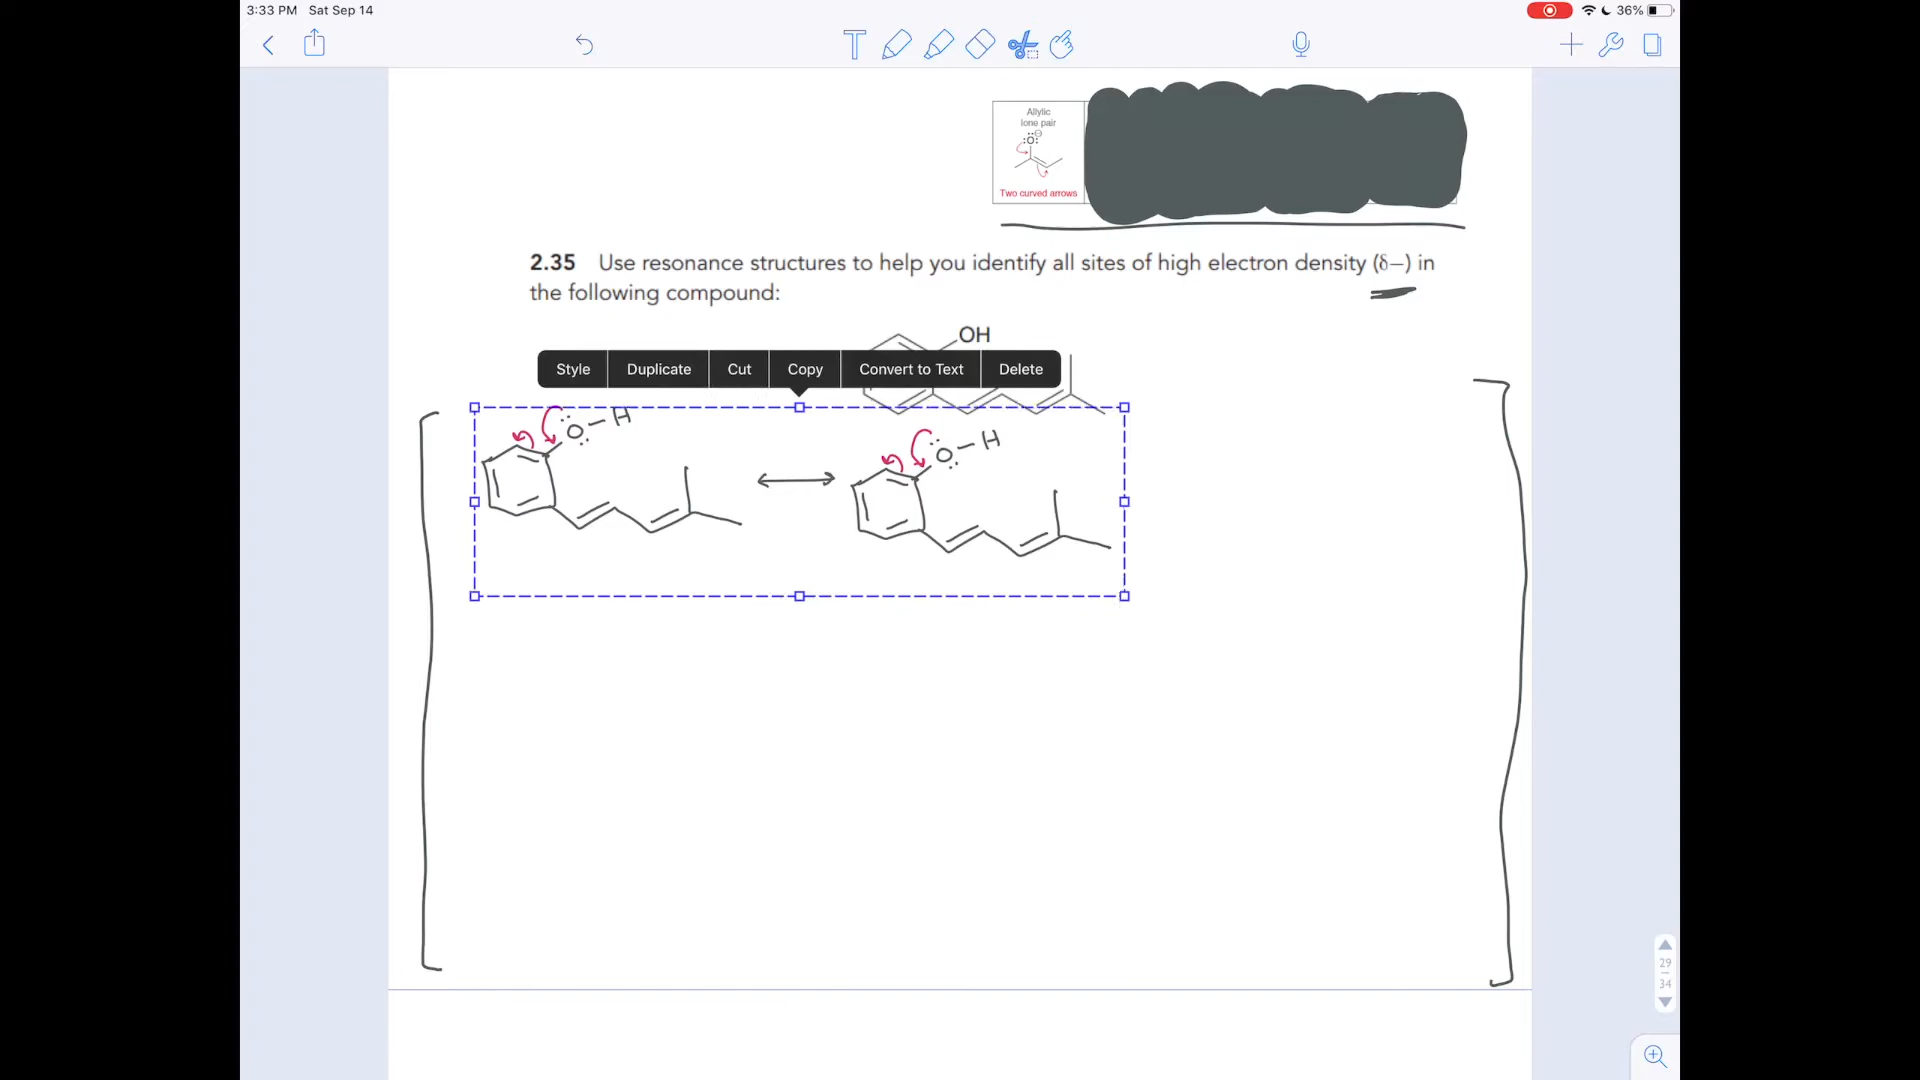 3:33 PM Sat Sep 14
36%
T
Allylic
lone pair
:O:
⊖
Two curved arrows
2.35 Use resonance structures to help you identify all sites of high electron density (δ−) in
the following compound:
OH
Style Duplicate Cut Copy Convert to Text Delete
O - H
O - H
29
34